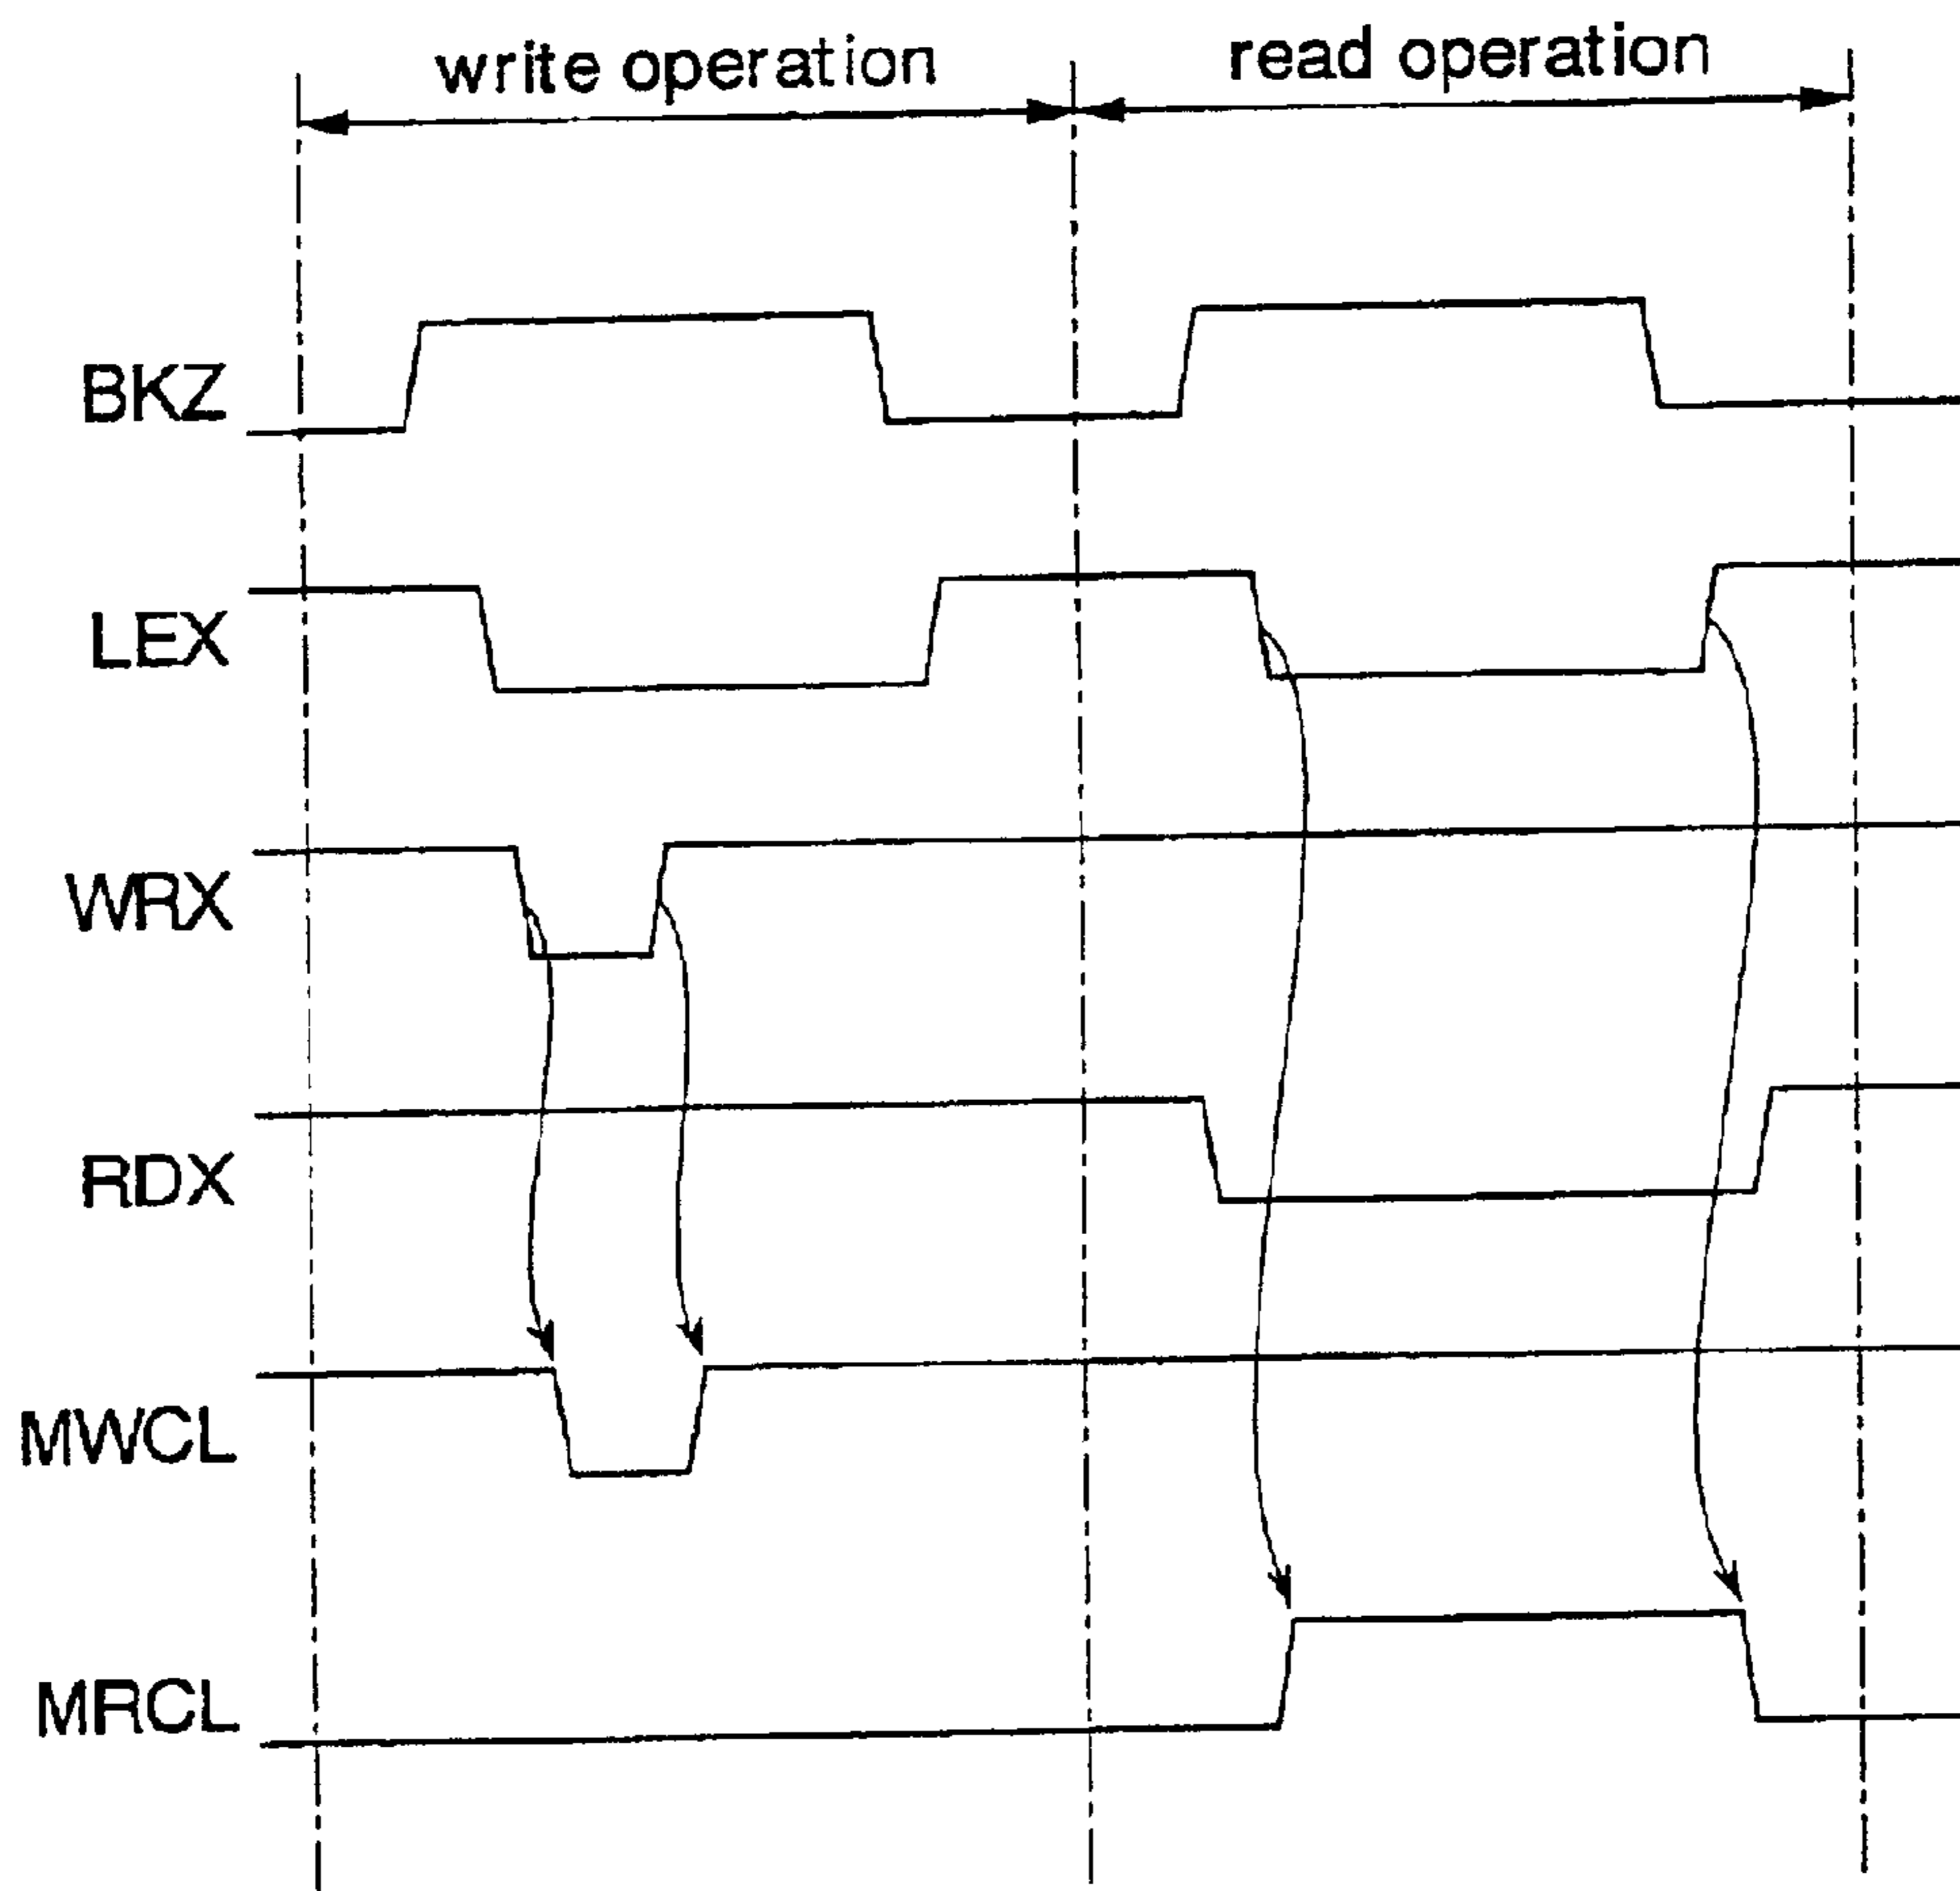 write operation
read operation
BKZ
LEX
WRX
RDX
MWCL
MRCL